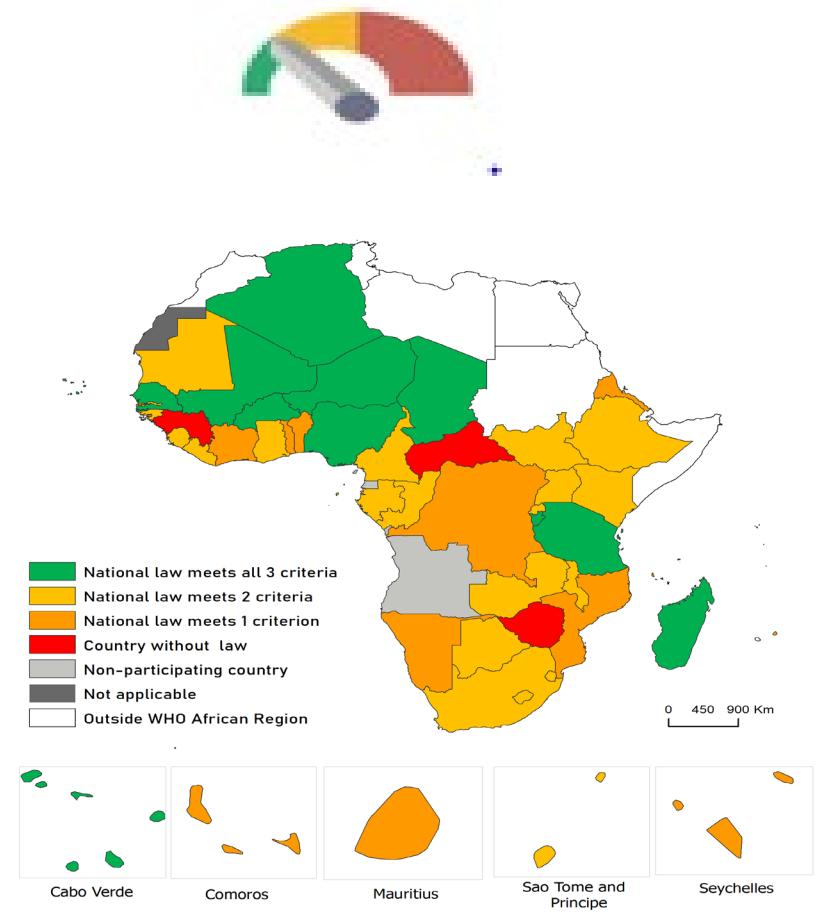 National law meets all 3 criteria
National law meets 2 criteria
National law meets 1 criterion
Country without law
Non-participating country
Not applicable
Outside WHO African Region
0 450 900 Km
Cabo Verde
Comoros
Mauritius
Sao Tome and
Principe
Seychelles